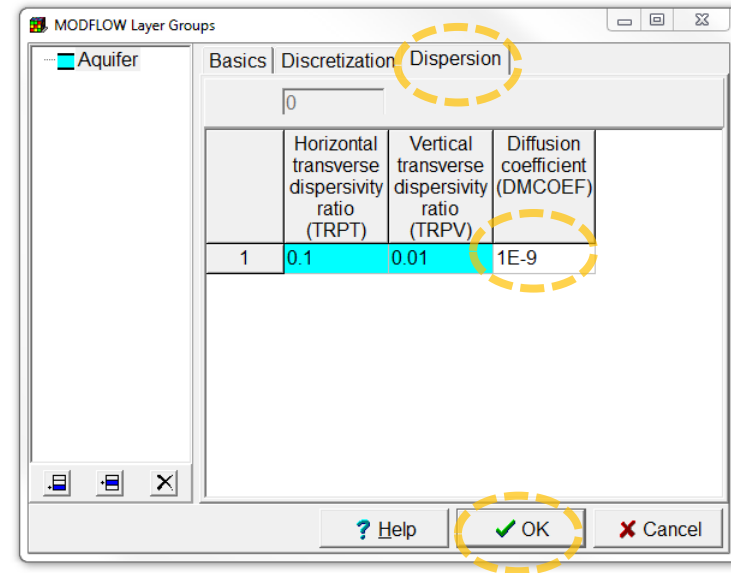 MODFLOW Layer Groups
Aquifer
Basics Discretization Dispersion
0
Horizontal transverse dispersivity ratio (TRPT)
Vertical transverse dispersivity ratio (TRPV)
Diffusion coefficient (DMCOEF)
1 0.1 0.01 1E-9
? Help OK Cancel